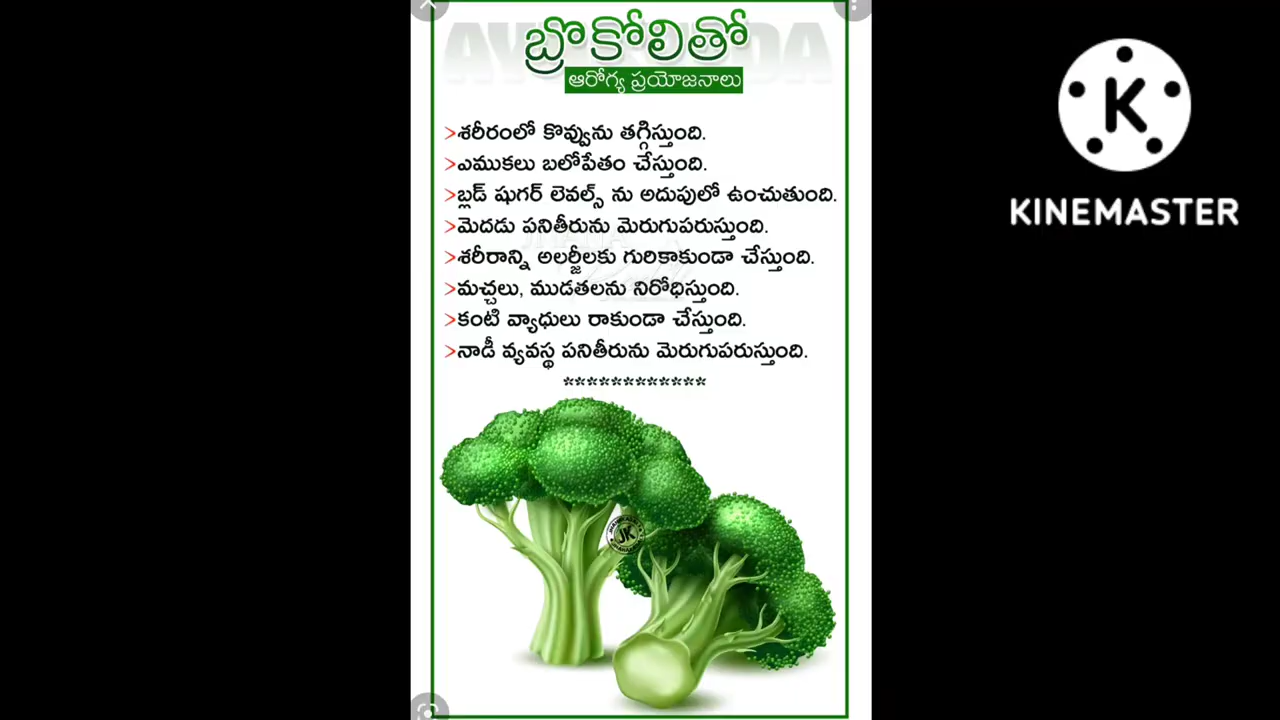 బ్రొకోలితో
ఆరోగ్య ప్రయోజనాలు
>శరీరంలో కొవ్వును తగ్గిస్తుంది.
>ఎముకలు బలోపేతం చేస్తుంది.
>బ్లడ్ షుగర్ లెవల్స్ ను అదుపులో ఉంచుతుంది.
>మెదడు పనితీరును మెరుగుపరుస్తుంది.
>శరీరాన్ని అలర్జీలకు గురికాకుండా చేస్తుంది.
>మచ్చలు, ముడతలను నిరోధిస్తుంది.
>కంటి వ్యాధులు రాకుండా చేస్తుంది.
>నాడీ వ్యవస్థ పనితీరును మెరుగుపరుస్తుంది.
************
JK
K
KINEMASTER